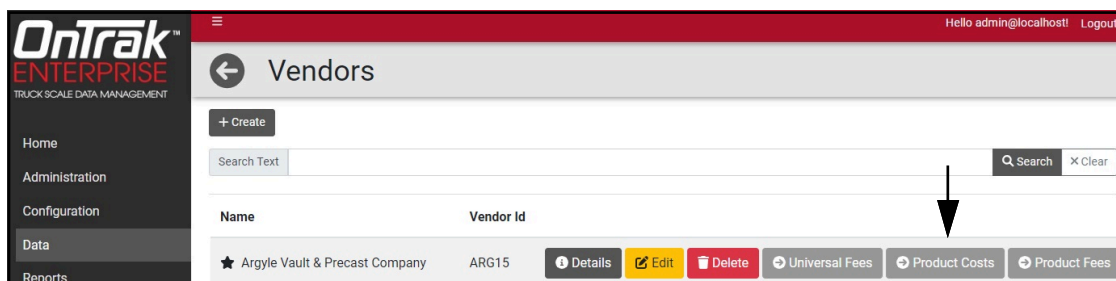 OnTrak™
ENTERPRISE
TRUCK SCALE DATA MANAGEMENT
Hello admin@localhost! Logout
Vendors
+ Create
Search Text Search × Clear
Home
Administration
Configuration
Data
Reports
Name Vendor Id
Argyle Vault & Precast Company ARG15 Details Edit Delete Universal Fees Product Costs Product Fees